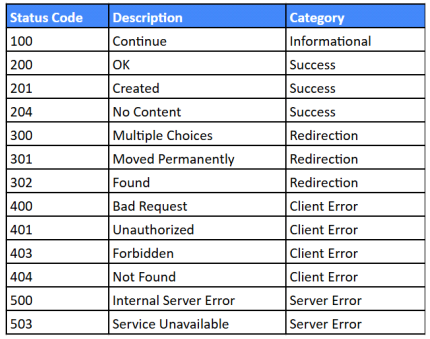 Status Code Description Category
100 Continue Informational
200 OK Success
201 Created Success
204 No Content Success
300 Multiple Choices Redirection
301 Moved Permanently Redirection
302 Found Redirection
400 Bad Request Client Error
401 Unauthorized Client Error
403 Forbidden Client Error
404 Not Found Client Error
500 Internal Server Error Server Error
503 Service Unavailable Server Error